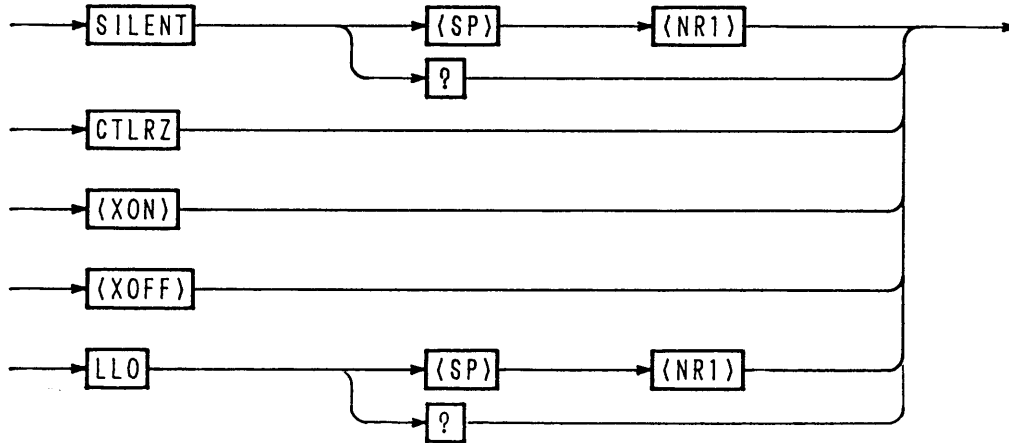 SILENT (SP) (NR1)
?
CTLRZ
(XON)
(XOFF)
LLO (SP) (NR1)
?